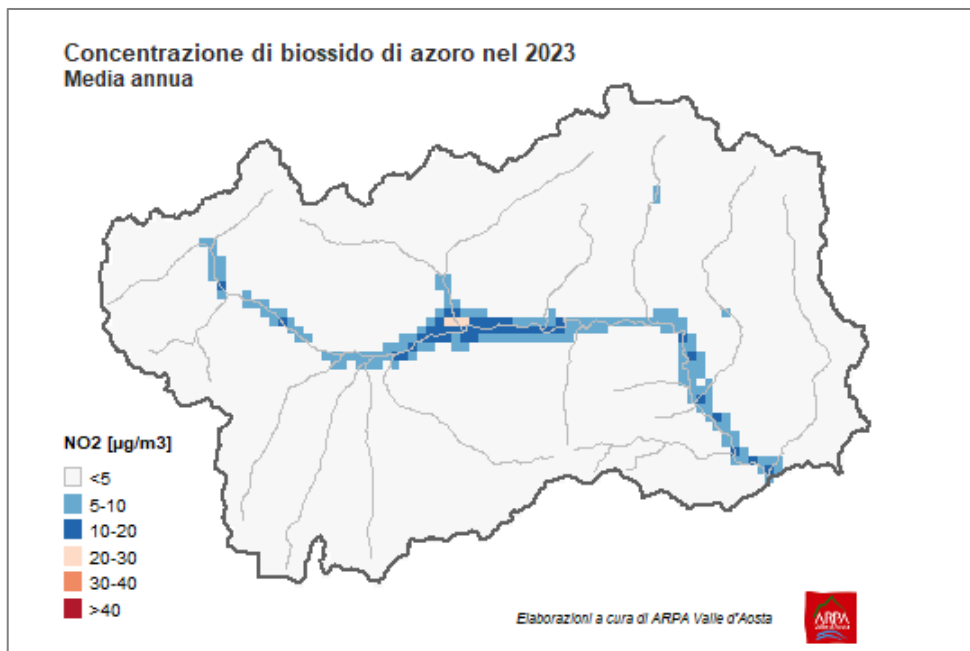 Concentrazione di biossido di azoro nel 2023
Media annua
NO2 [µg/m3]
<5
5-10
10-20
20-30
30-40
>40
Elaborazioni a cura di ARPA Valle d'Aosta
ARPA